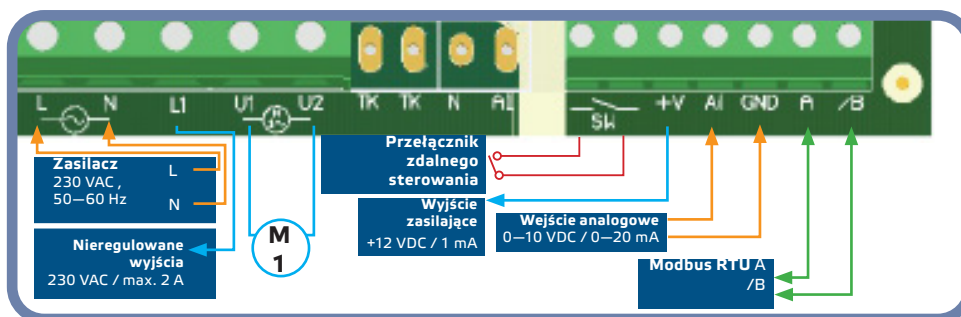 L N L1 U1 U2 TK TK N AL SW +V AI GND A /B
M
Zasilacz
230 VAC ,
50—60 Hz
L
N
Nieregulowane
wyjścia
230 VAC / max. 2 A
M
1
Przełącznik
zdalnego
sterowania
Wyjście
zasilające
+12 VDC / 1 mA
Wejście analogowe
0—10 VDC / 0—20 mA
Modbus RTU A
/B